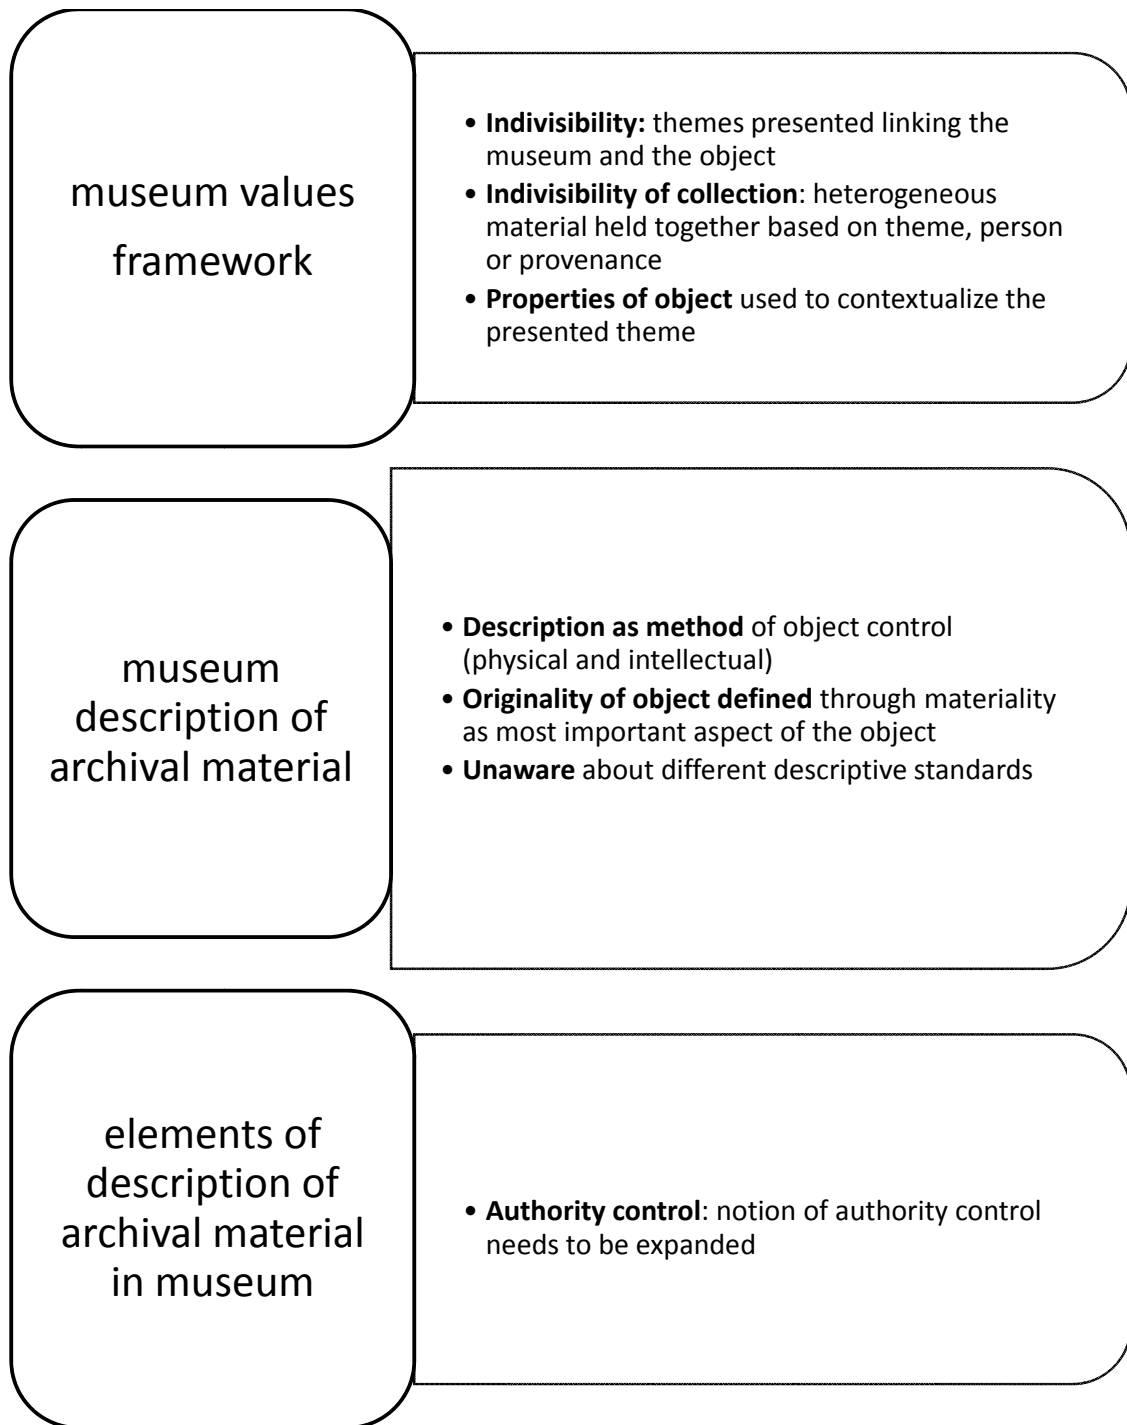 museum values
framework
• Indivisibility: themes presented linking the
museum and the object
• Indivisibility of collection: heterogeneous
material held together based on theme, person
or provenance
• Properties of object used to contextualize the
presented theme
museum
description of
archival material
• Description as method of object control
(physical and intellectual)
• Originality of object defined through materiality
as most important aspect of the object
• Unaware about different descriptive standards
elements of
description of
archival material
in museum
• Authority control: notion of authority control
needs to be expanded